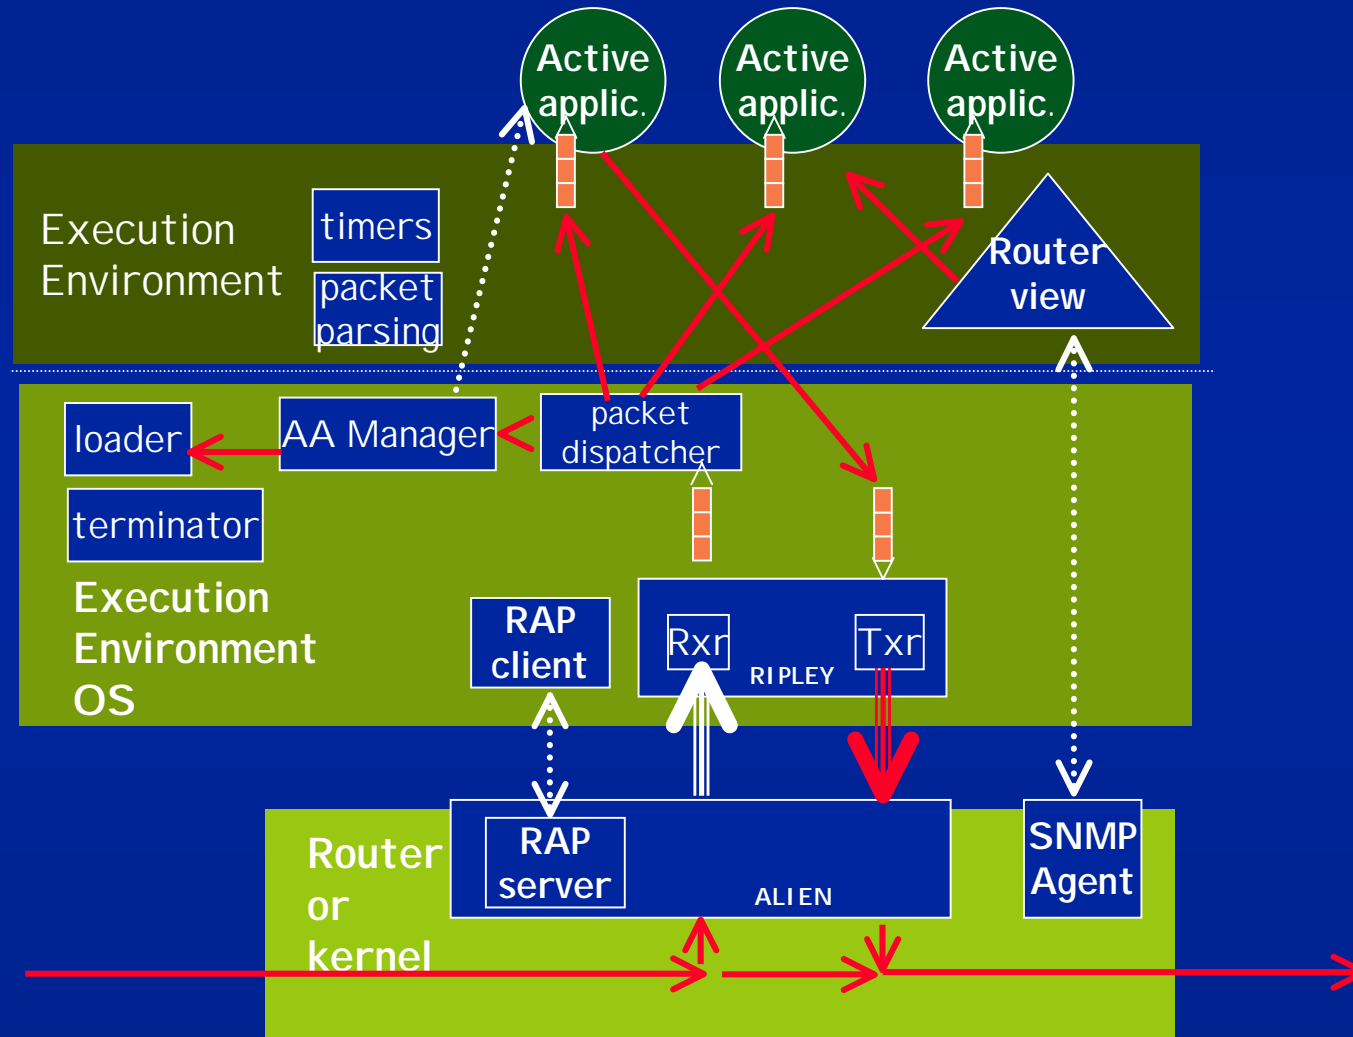 Active
applic.
Active
applic.
Active
applic.
Execution
Environment
timers
packet
parsing
Router
view
loader
AA Manager
packet
dispatcher
terminator
Execution
Environment
OS
RAP
client
Rxr
Txr
RIPLEY
Router
or
kernel
RAP
server
ALIEN
SNMP
Agent